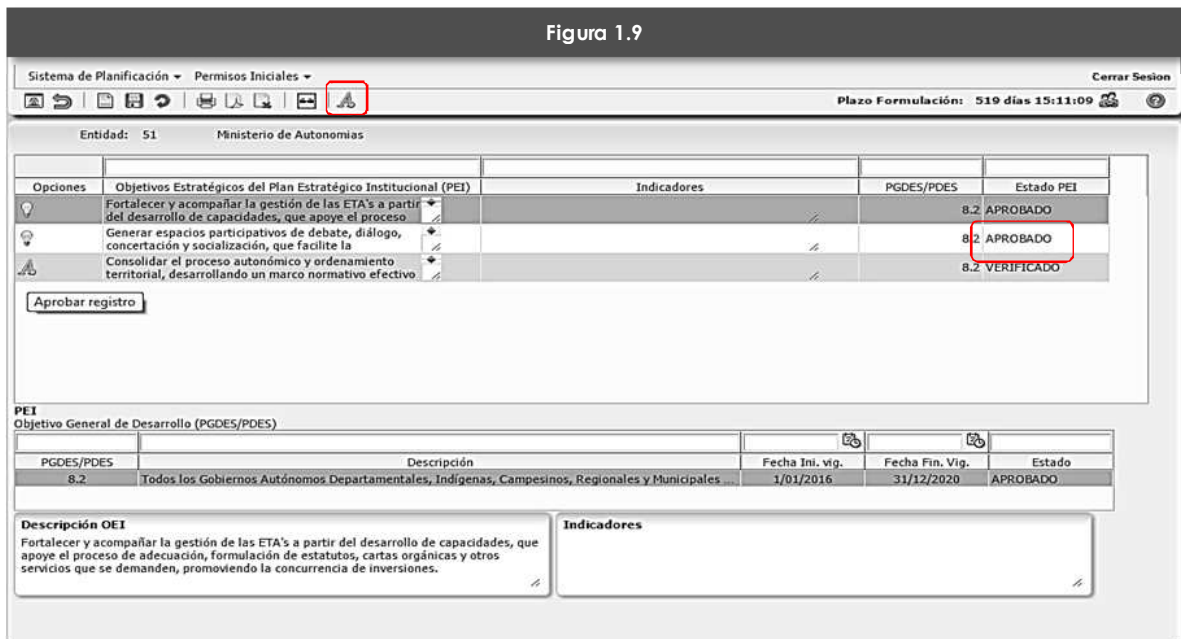 Figura 1.9
Sistema de Planificación Permisos Iniciales Cerrar Sesion
Plazo Formulación: 519 días 15:11:09
Entidad: 51 Ministerio de Autonomias
Opciones Objetivos Estratégicos del Plan Estratégico Institucional (PEI) Indicadores PGDES/PDES Estado PEI
Fortalecer y acompañar la gestión de las ETA's a partir
del desarrollo de capacidades, que apoye el proceso
8.2 APROBADO
Generar espacios participativos de debate, diálogo,
concertación y socialización, que facilite la
8.2 APROBADO
Consolidar el proceso autonómico y ordenamiento
territorial, desarrollando un marco normativo efectivo
8.2 VERIFICADO
Aprobar registro
PEI
Objetivo General de Desarrollo (PGDES/PDES)
PGDES/PDES Descripción Fecha Ini. vig. Fecha Fin. Vig. Estado
8.2 Todos los Gobiernos Autónomos Departamentales, Indígenas, Campesinos, Regionales y Municipales ... 1/01/2016 31/12/2020 APROBADO
Descripción OEI
Fortalecer y acompañar la gestión de las ETA's a partir del desarrollo de capacidades, que
apoye el proceso de adecuación, formulación de estatutos, cartas orgánicas y otros
servicios que se demanden, promoviendo la concurrencia de inversiones.
Indicadores